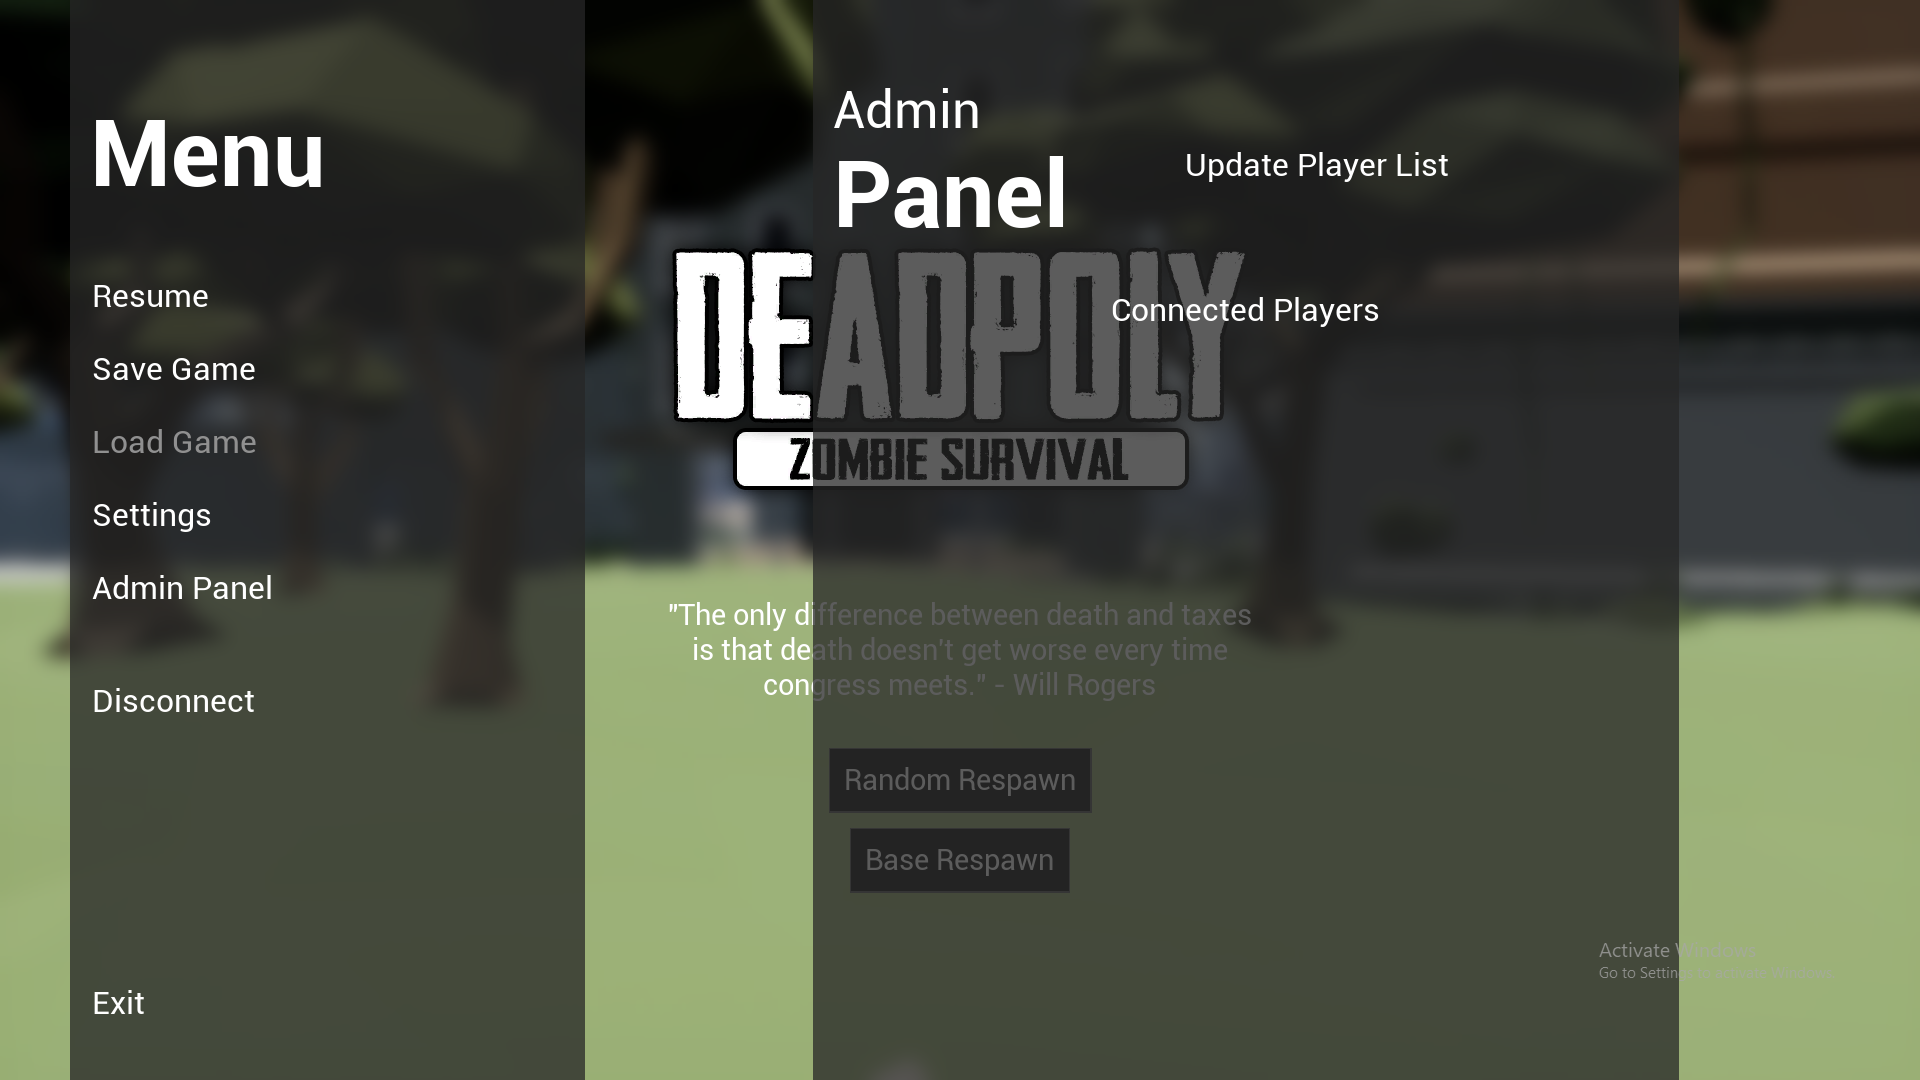 Menu
Resume
Save Game
Load Game
Settings
Admin Panel
Disconnect
Exit
Admin
Panel
Update Player List
Connected Players
DEADPOLY
ZOMBIE SURVIVAL
"The only difference between death and taxes
is that death doesn't get worse every time
congress meets." - Will Rogers
Random Respawn
Base Respawn
Activate
Go to